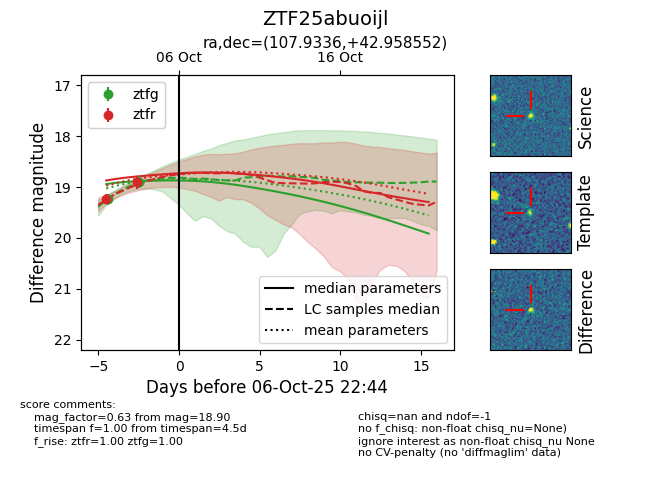 ZTF25abuoijl
ra,dec=(107.9336,+42.958552)
06 Oct
16 Oct
17
18
19
20
21
22
Difference magnitude
ztfg
ztfr
median parameters
LC samples median
mean parameters
−5
0
5
10
15
Days before 06-Oct-25 22:44
Science
Template
Difference
score comments:
mag_factor=0.63 from mag=18.90
timespan f=1.00 from timespan=4.5d
f_rise: ztfr=1.00 ztfg=1.00
chisq=nan and ndof=-1
no f_chisq: non-float chisq_nu=None)
ignore interest as non-float chisq_nu None
no CV-penalty (no 'diffmaglim' data)